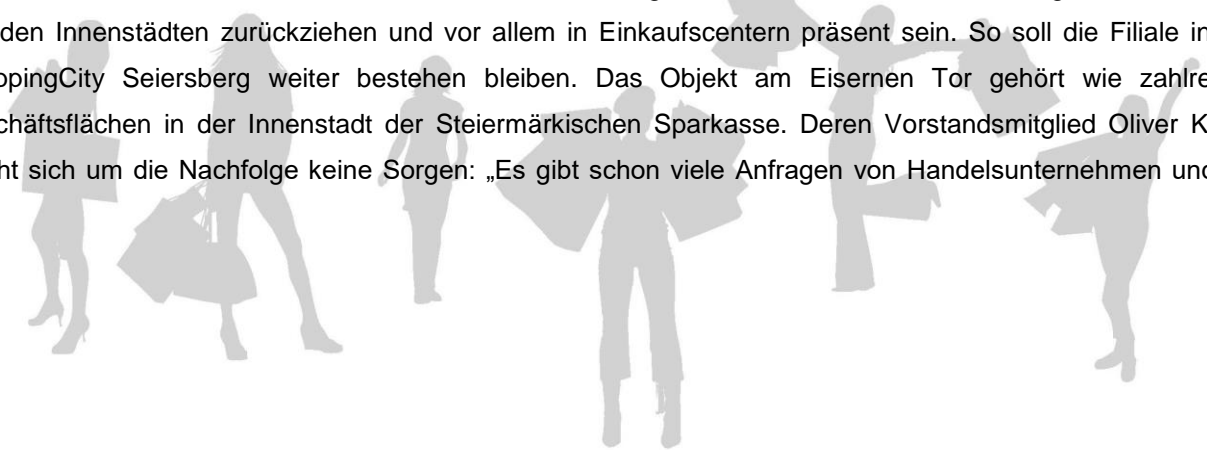 den Innenstädten zurückziehen und vor allem in Einkaufscentern präsent sein. So soll die Filiale in
oppingCity Seiersberg weiter bestehen bleiben. Das Objekt am Eisernen Tor gehört wie zahlre
chäftsflächen in der Innenstadt der Steiermärkischen Sparkasse. Deren Vorstandsmitglied Oliver K
ht sich um die Nachfolge keine Sorgen: „Es gibt schon viele Anfragen von Handelsunternehmen und